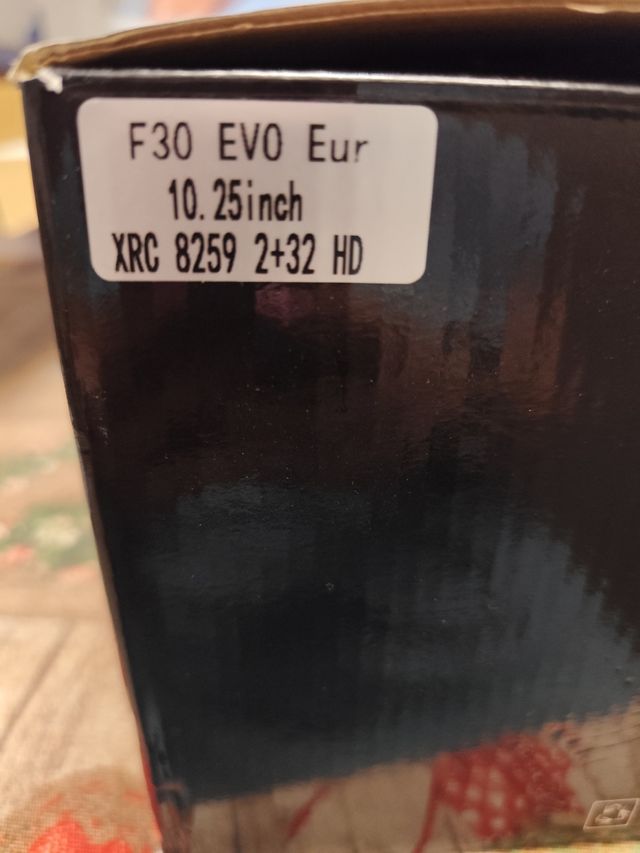 F30 EVO Eur
10.25inch
XRC 8259 2+32 HD